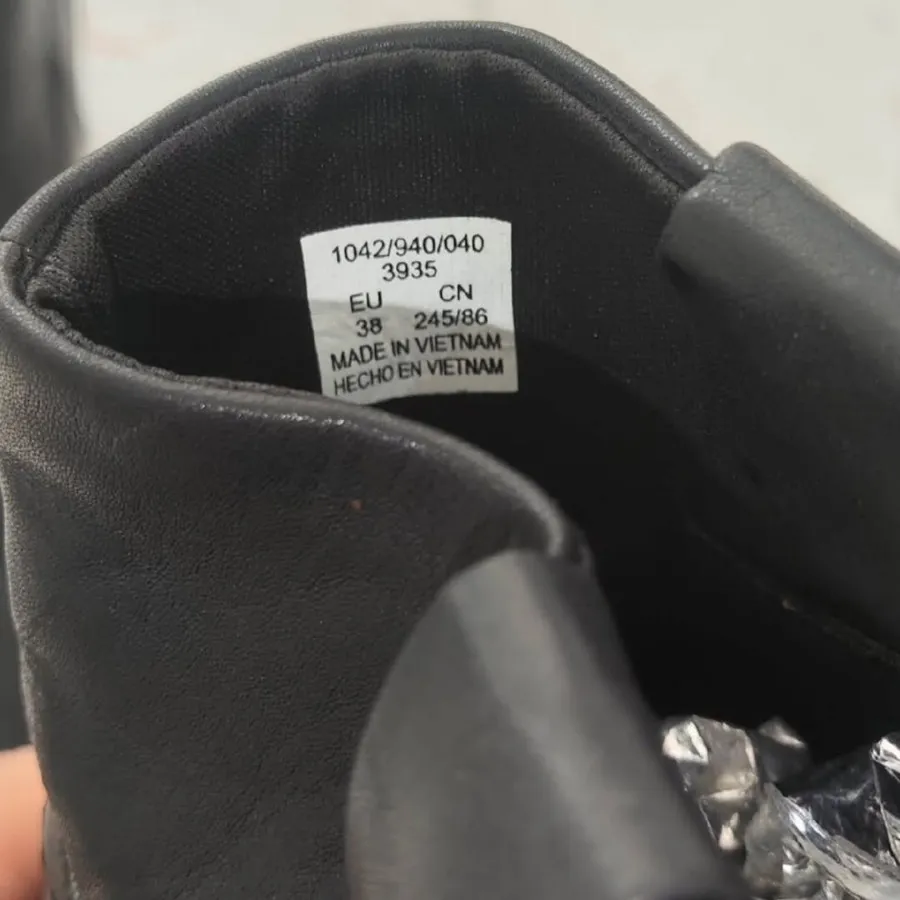 1042/940/040
3935
EU CN
38 245/86
MADE IN VIETNAM
HECHO EN VIETNAM